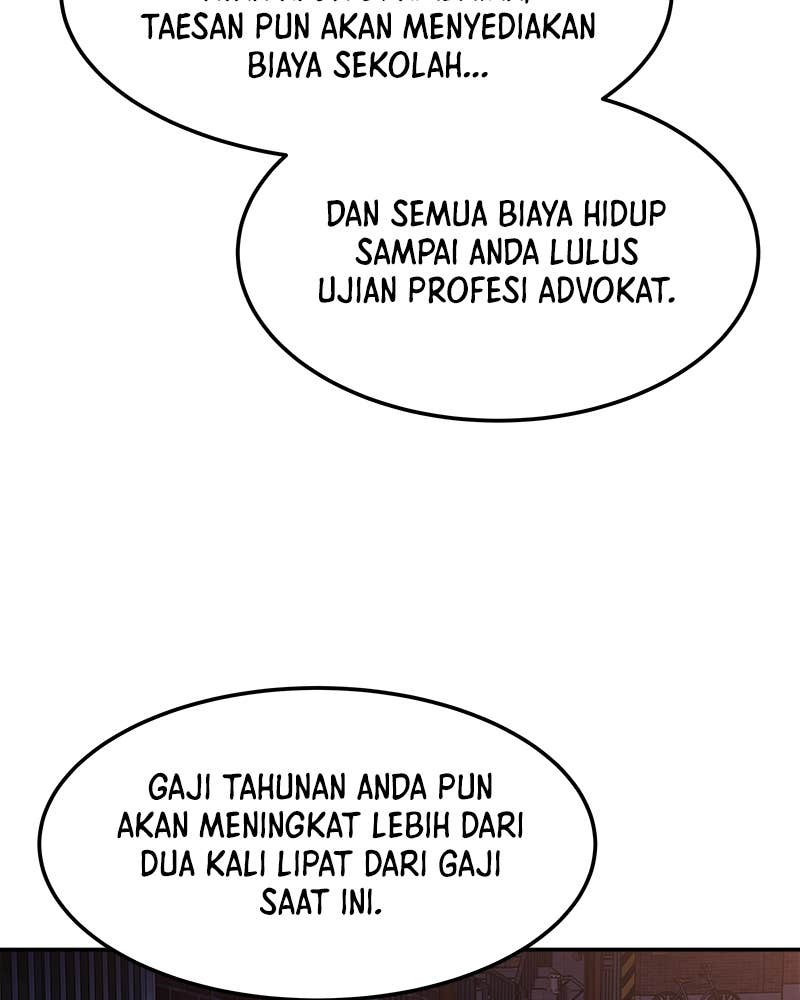 TAESAN PUN AKAN MENYEDIAKAN
BIAYA SEKOLAH...
DAN SEMUA BIAYA HIDUP
SAMPAI ANDA LULUS
UJIAN PROFESI ADVOKAT.
GAJI TAHUNAN ANDA PUN
AKAN MENINGKAT LEBIH DARI
DUA KALI LIPAT DARI GAJI
SAAT INI.